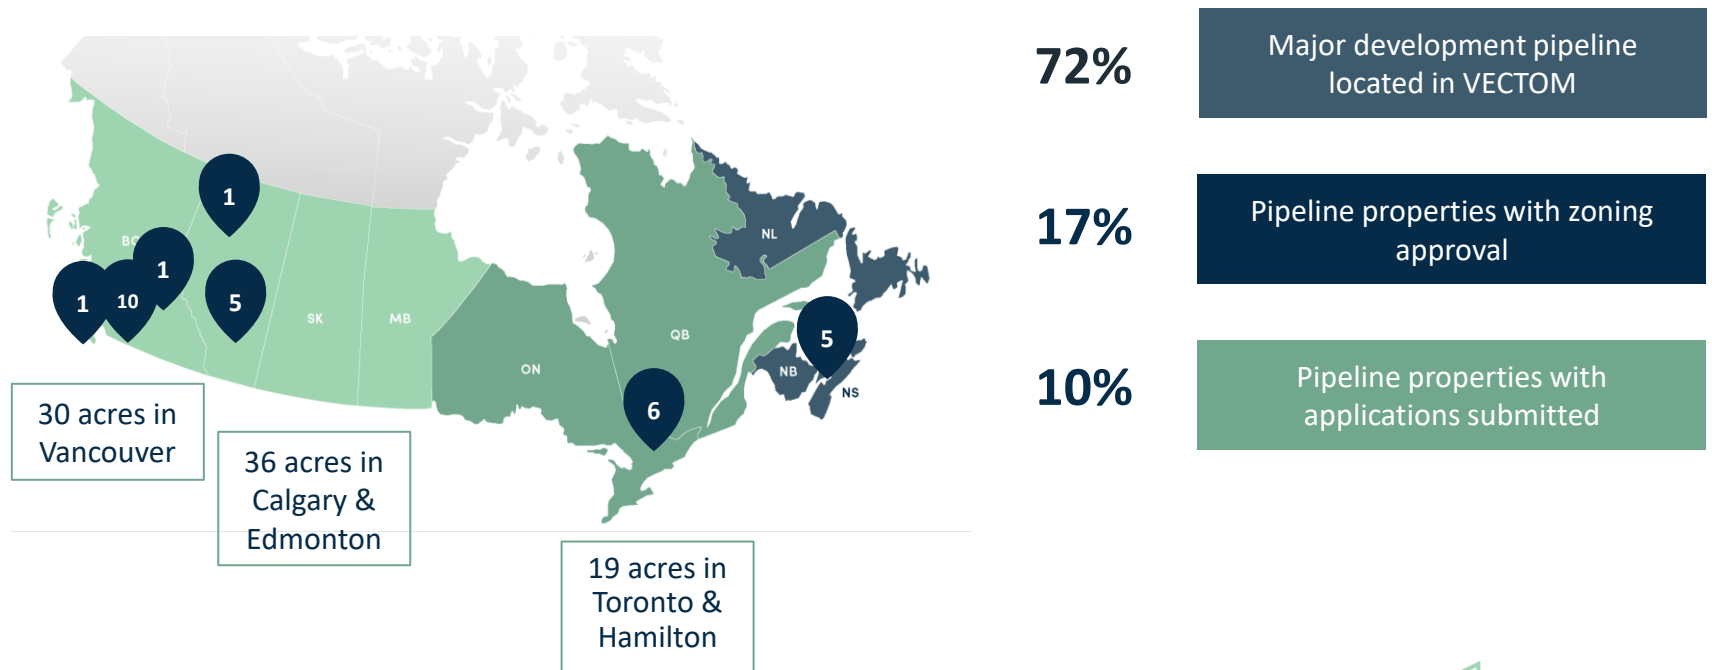 72%
Major development pipeline
located in VECTOM
17%
Pipeline properties with zoning
approval
10%
Pipeline properties with
applications submitted
1
BC
1
1
10
5
SK
MB
ON
QB
NL
NB
NS
5
6
30 acres in
Vancouver
36 acres in
Calgary &
Edmonton
19 acres in
Toronto &
Hamilton